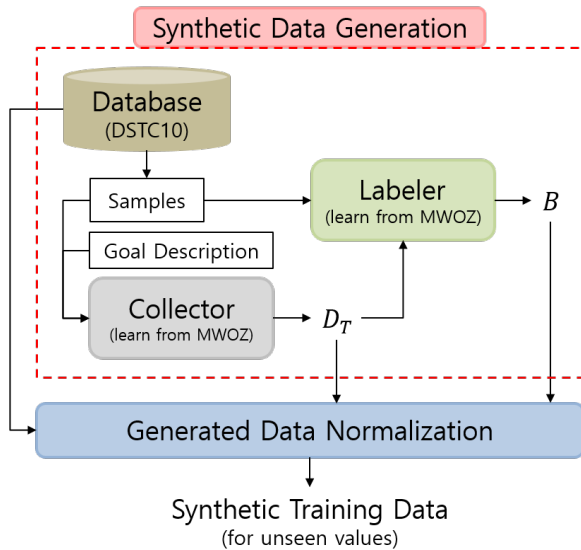 Synthetic Data Generation
Database
(DSTC10)
Samples
Goal Description
Labeler
(learn from MWOZ)
B
Collector
(learn from MWOZ)
D_T
Generated Data Normalization
Synthetic Training Data
(for unseen values)